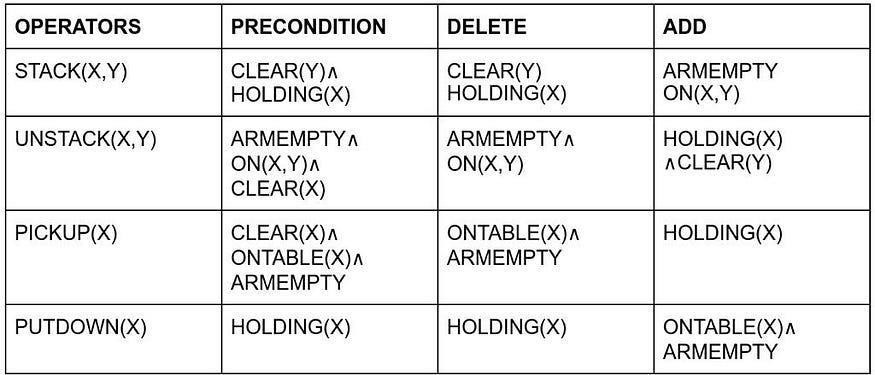 OPERATORS PRECONDITION DELETE ADD
STACK(X,Y) CLEAR(Y)∧ CLEAR(Y) ARMEMPTY
HOLDING(X) HOLDING(X) ON(X,Y)
UNSTACK(X,Y) ARMEMPTY∧ ARMEMPTY∧ HOLDING(X)
ON(X,Y)∧ ON(X,Y) ∧CLEAR(Y)
CLEAR(X)
PICKUP(X) CLEAR(X)∧ ONTABLE(X)∧ HOLDING(X)
ONTABLE(X)∧ ARMEMPTY
ARMEMPTY
PUTDOWN(X) HOLDING(X) HOLDING(X) ONTABLE(X)∧
ARMEMPTY